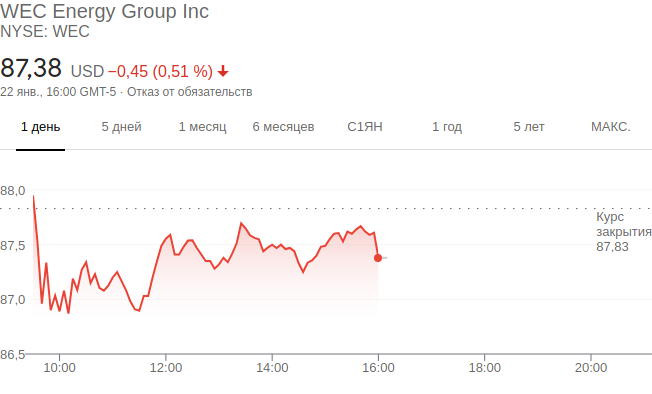 WEC Energy Group Inc
NYSE: WEC
87,38 USD −0,45 (0,51 %)
22 янв., 16:00 GMT-5 · Отказ от обязательств
1 день 5 дней 1 месяц 6 месяцев С1ЯН 1 год 5 лет МАКС.
88,0
Курс
закрытия
87,83
87,5
87,0
86,5
10:00 12:00 14:00 16:00 18:00 20:00